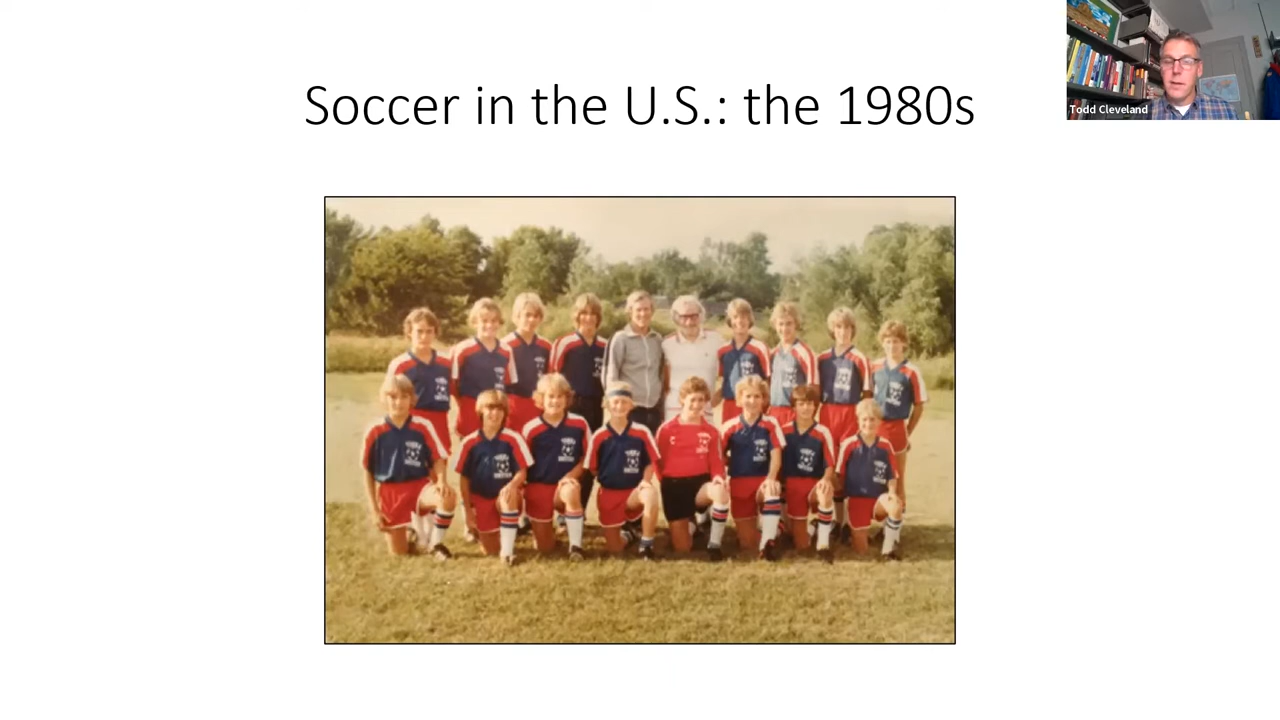 Soccer in the U.S.: the 1980s
Todd Cleveland